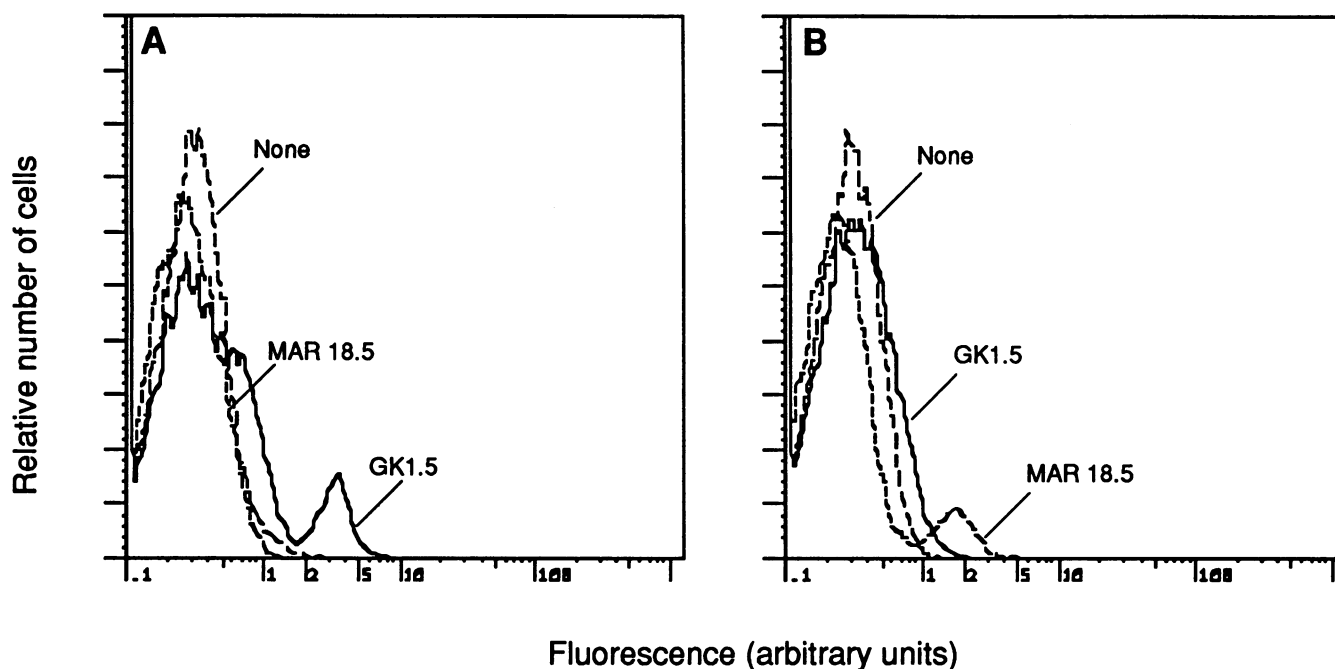 A
B
None
None
MAR 18.5
GK1.5
GK1.5
MAR 18.5
Relative number of cells
.1 1 2 5 10 100
.1 1 2 5 10 100
Fluorescence (arbitrary units)